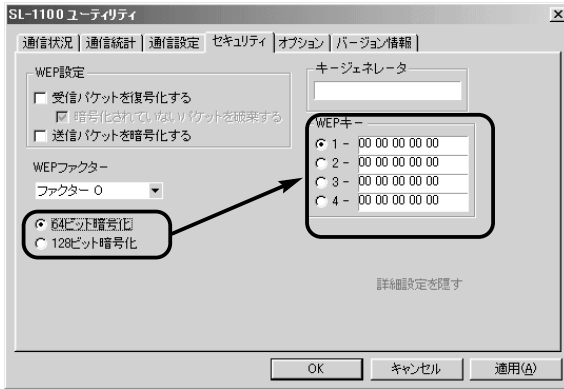 SL-1100 ユーティリティ
通信状況 通信統計 通信設定 セキュリティ オプション バージョン情報
WEP設定
受信パケットを復号化する
暗号化されていないパケットを破棄する
送信パケットを暗号化する
WEPファクター
ファクター 0
64ビット暗号化
128ビット暗号化
キージェネレータ
WEPキー
1 - 00 00 00 00 00
2 - 00 00 00 00 00
3 - 00 00 00 00 00
4 - 00 00 00 00 00
詳細設定を隠す
OK キャンセル 適用(A)